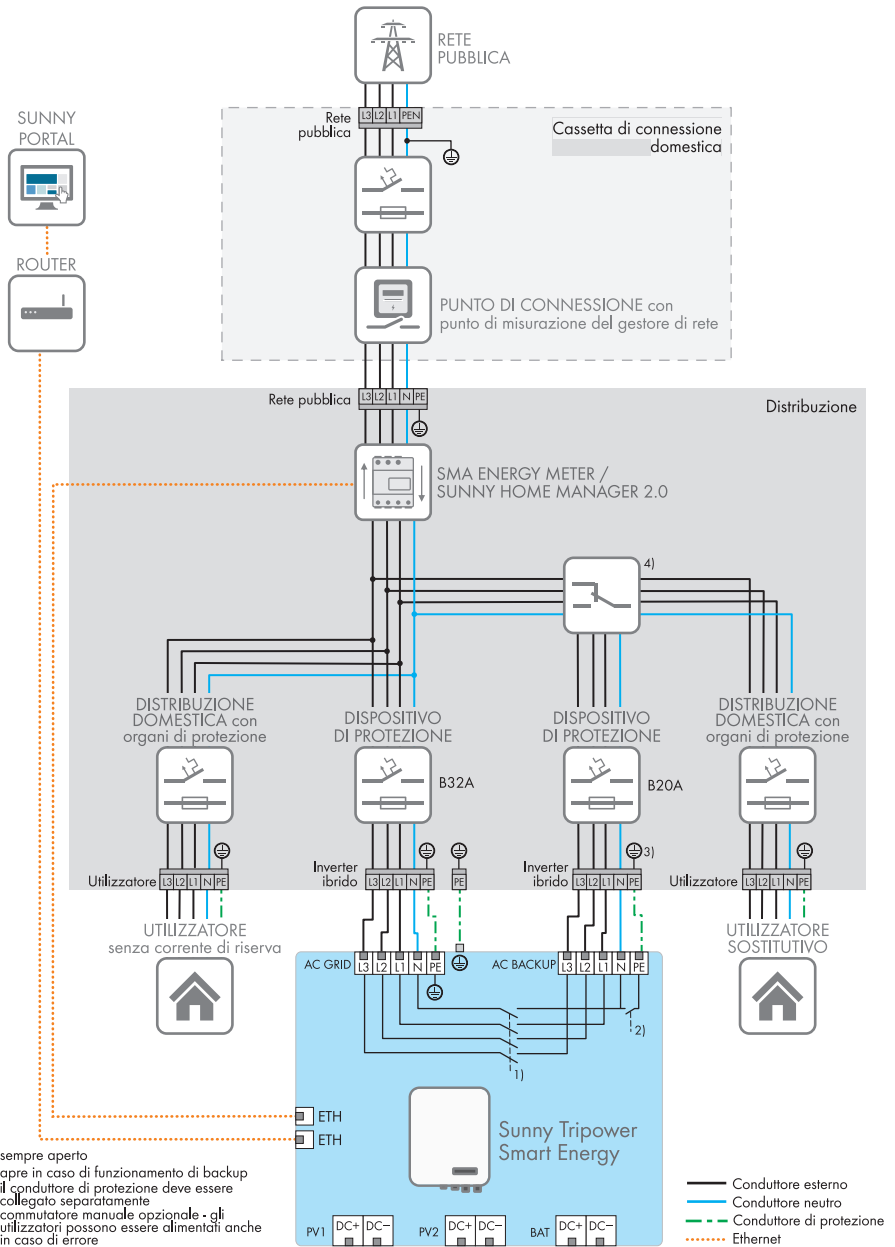 RETE
PUBBLICA
Rete
pubblica
L3 L2 L1 PEN
Cassetta di connessione
domestica
SUNNY
PORTAL
ROUTER
PUNTO DI CONNESSIONE con
punto di misurazione del gestore di rete
Rete pubblica
L3 L2 L1 N PE
Distribuzione
SMA ENERGY METER /
SUNNY HOME MANAGER 2.0
4)
DISTRIBUZIONE
DOMESTICA con
organi di protezione
DISPOSITIVO
DI PROTEZIONE
B32A
DISPOSITIVO
DI PROTEZIONE
B20A
DISTRIBUZIONE
DOMESTICA con
organi di protezione
Utilizzatore
L3 L2 L1 N PE
Inverter
ibrido
L3 L2 L1 N PE
PE
Inverter
ibrido
L3 L2 L1 N PE
3)
Utilizzatore
L3 L2 L1 N PE
UTILIZZATORE
senza corrente di riserva
UTILIZZATORE
SOSTITUTIVO
AC GRID
L3 L2 L1 N PE
AC BACKUP
L3 L2 L1 N PE
2)
1)
ETH
ETH
Sunny Tripower
Smart Energy
PV1
DC+ DC−
PV2
DC+ DC−
BAT
DC+ DC−
sempre aperto
apre in caso di funzionamento di backup
il conduttore di protezione deve essere
collegato separatamente
commutatore manuale opzionale - gli
utilizzatori possono essere alimentati anche
in caso di errore
Conduttore esterno
Conduttore neutro
Conduttore di protezione
Ethernet